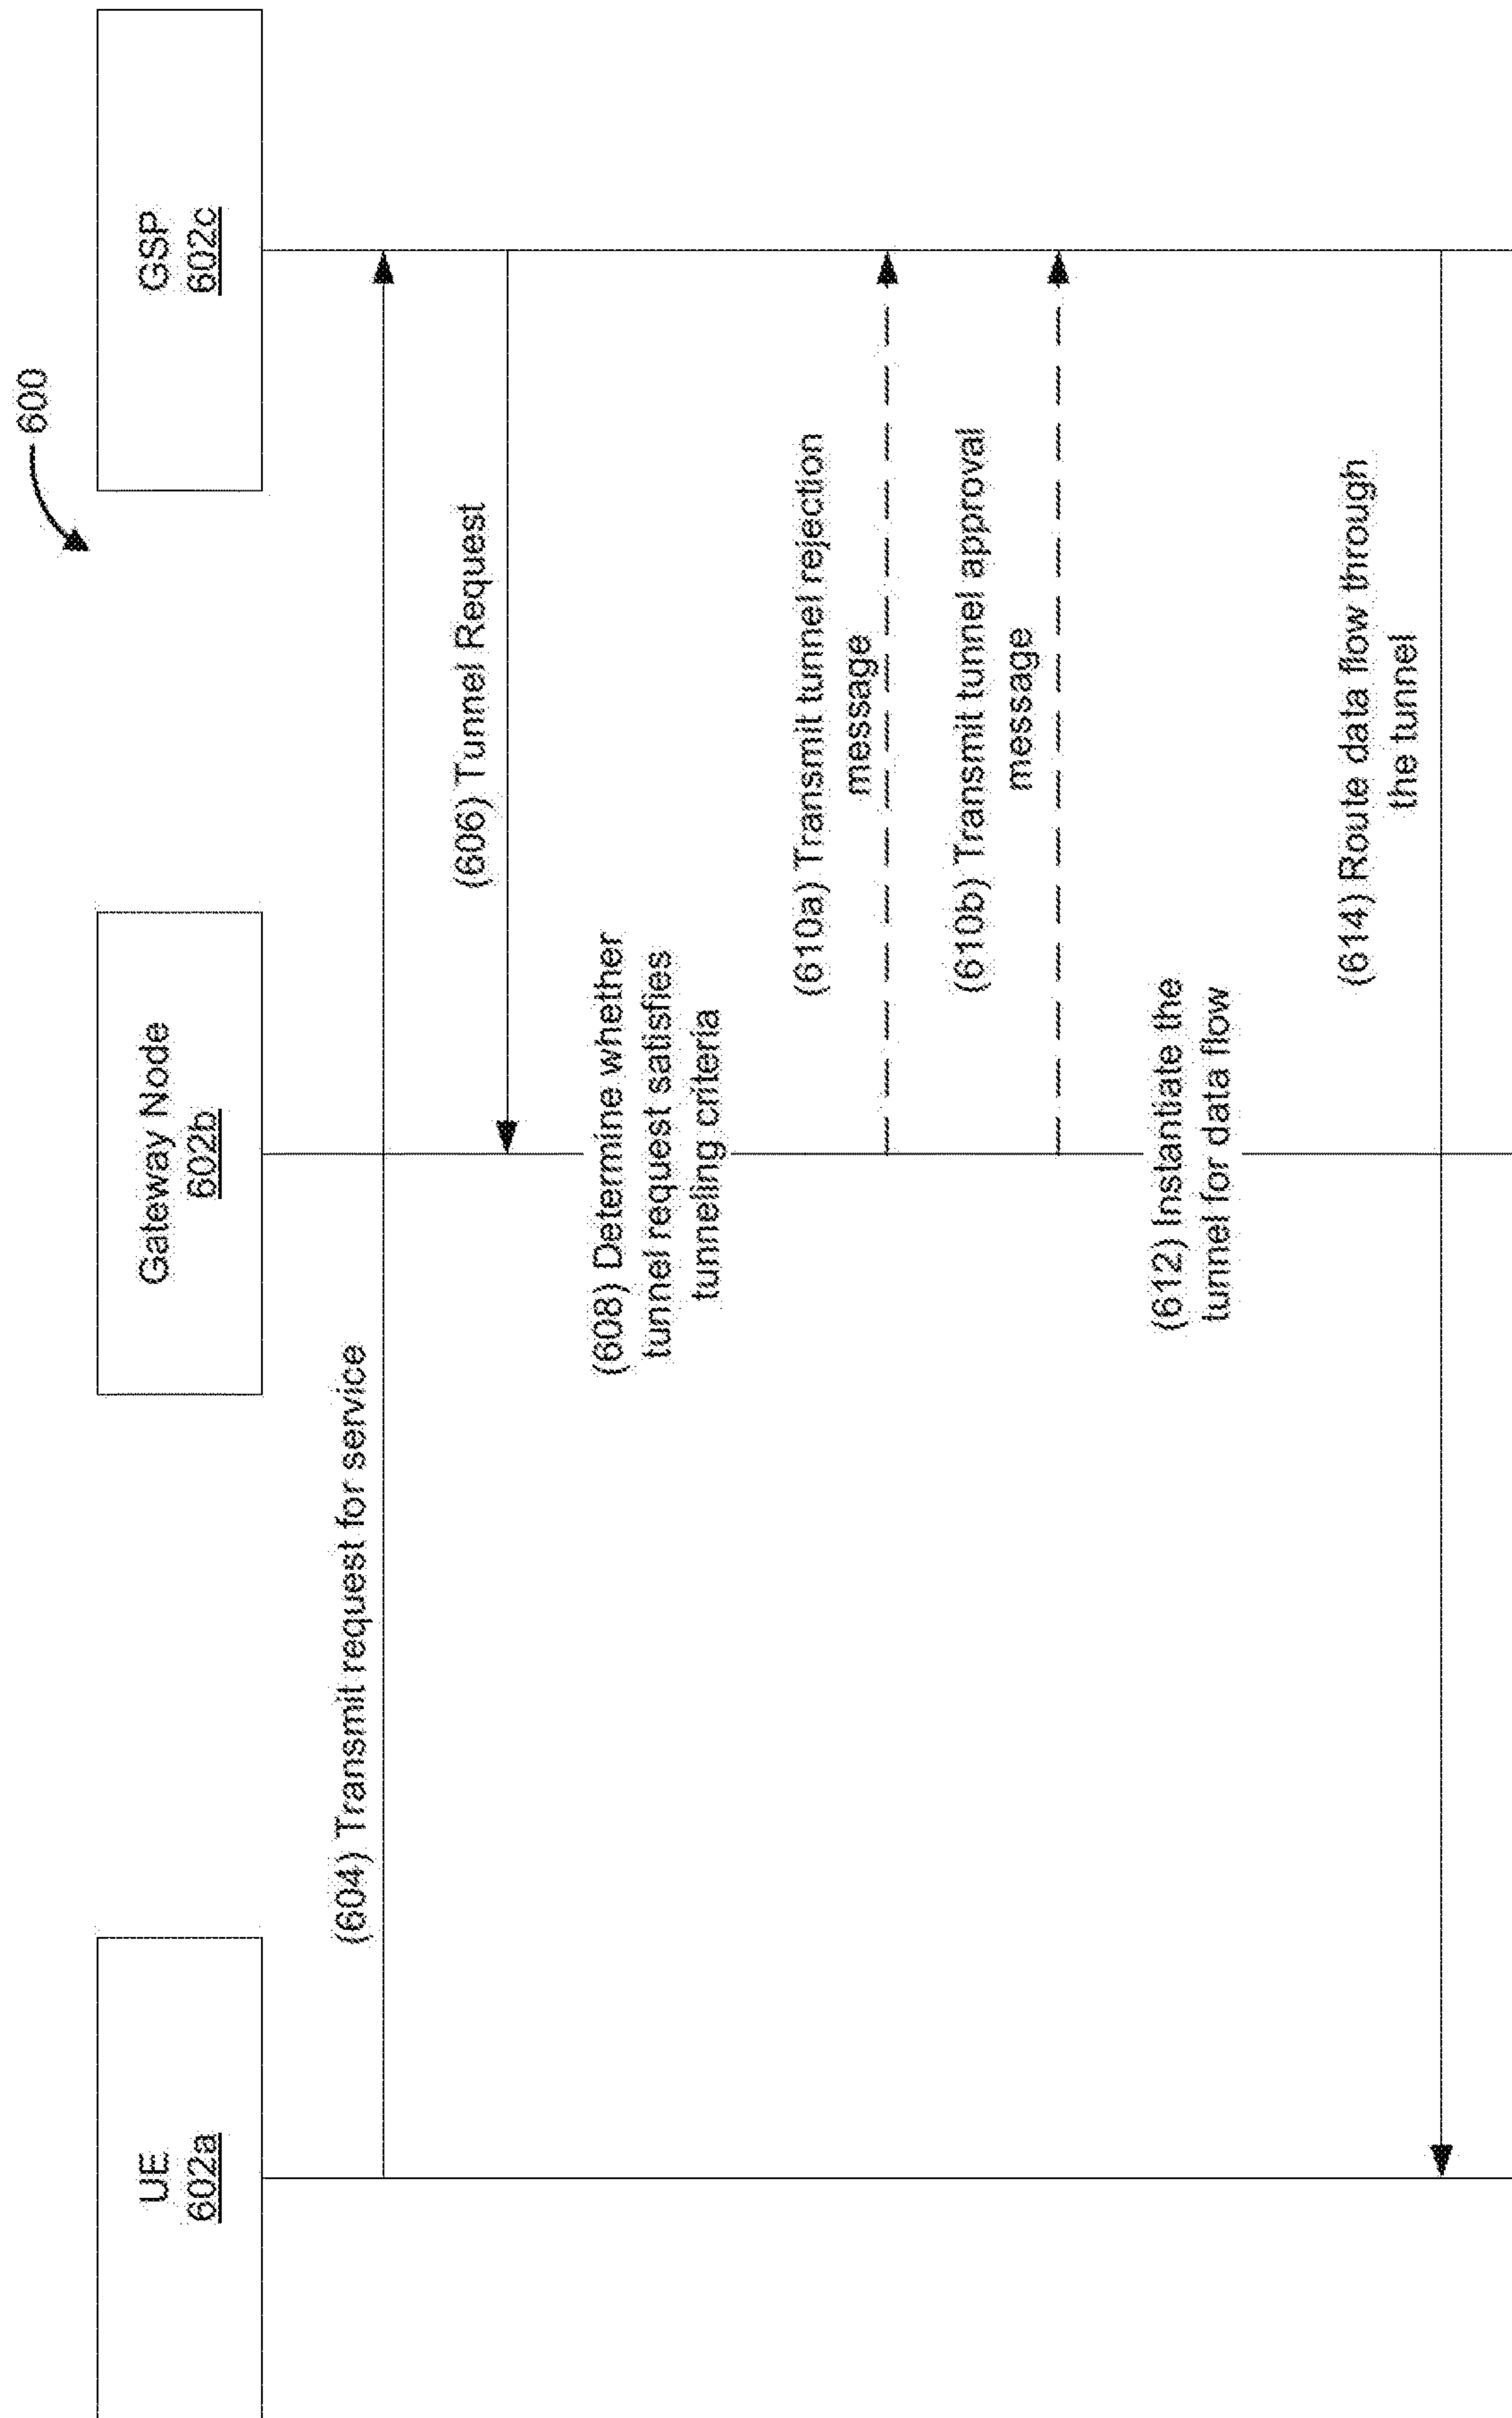 600
UE
602a
Gateway Node
602b
GSP
602c
(604) Transmit request for service
(606) Tunnel Request
(608) Determine whether
tunnel request satisfies
tunneling criteria
(610a) Transmit tunnel rejection
message
(610b) Transmit tunnel approval
message
(612) Instantiate the
tunnel for data flow
(614) Route data flow through
the tunnel